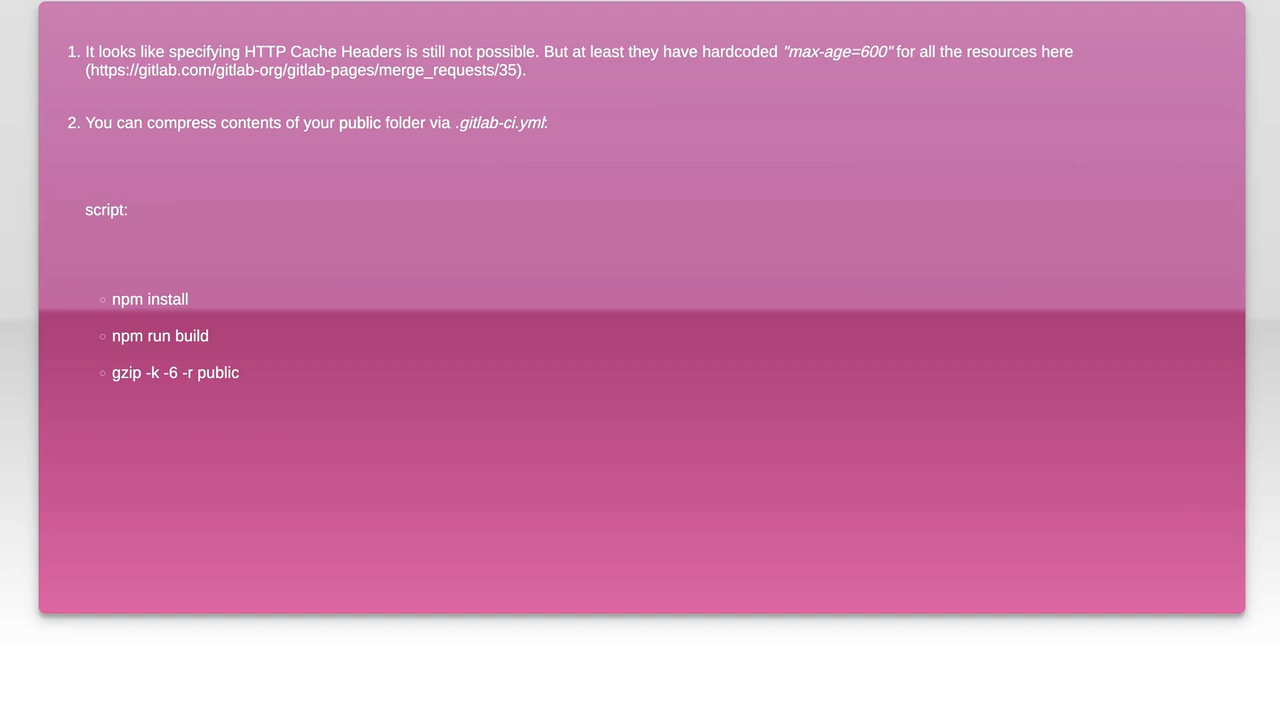 1. It looks like specifying HTTP Cache Headers is still not possible. But at least they have hardcoded "max-age=600" for all the resources here
(https://gitlab.com/gitlab-org/gitlab-pages/merge_requests/35).
2. You can compress contents of your public folder via .gitlab-ci.yml:
script:
○ npm install
○ npm run build
○ gzip -k -6 -r public